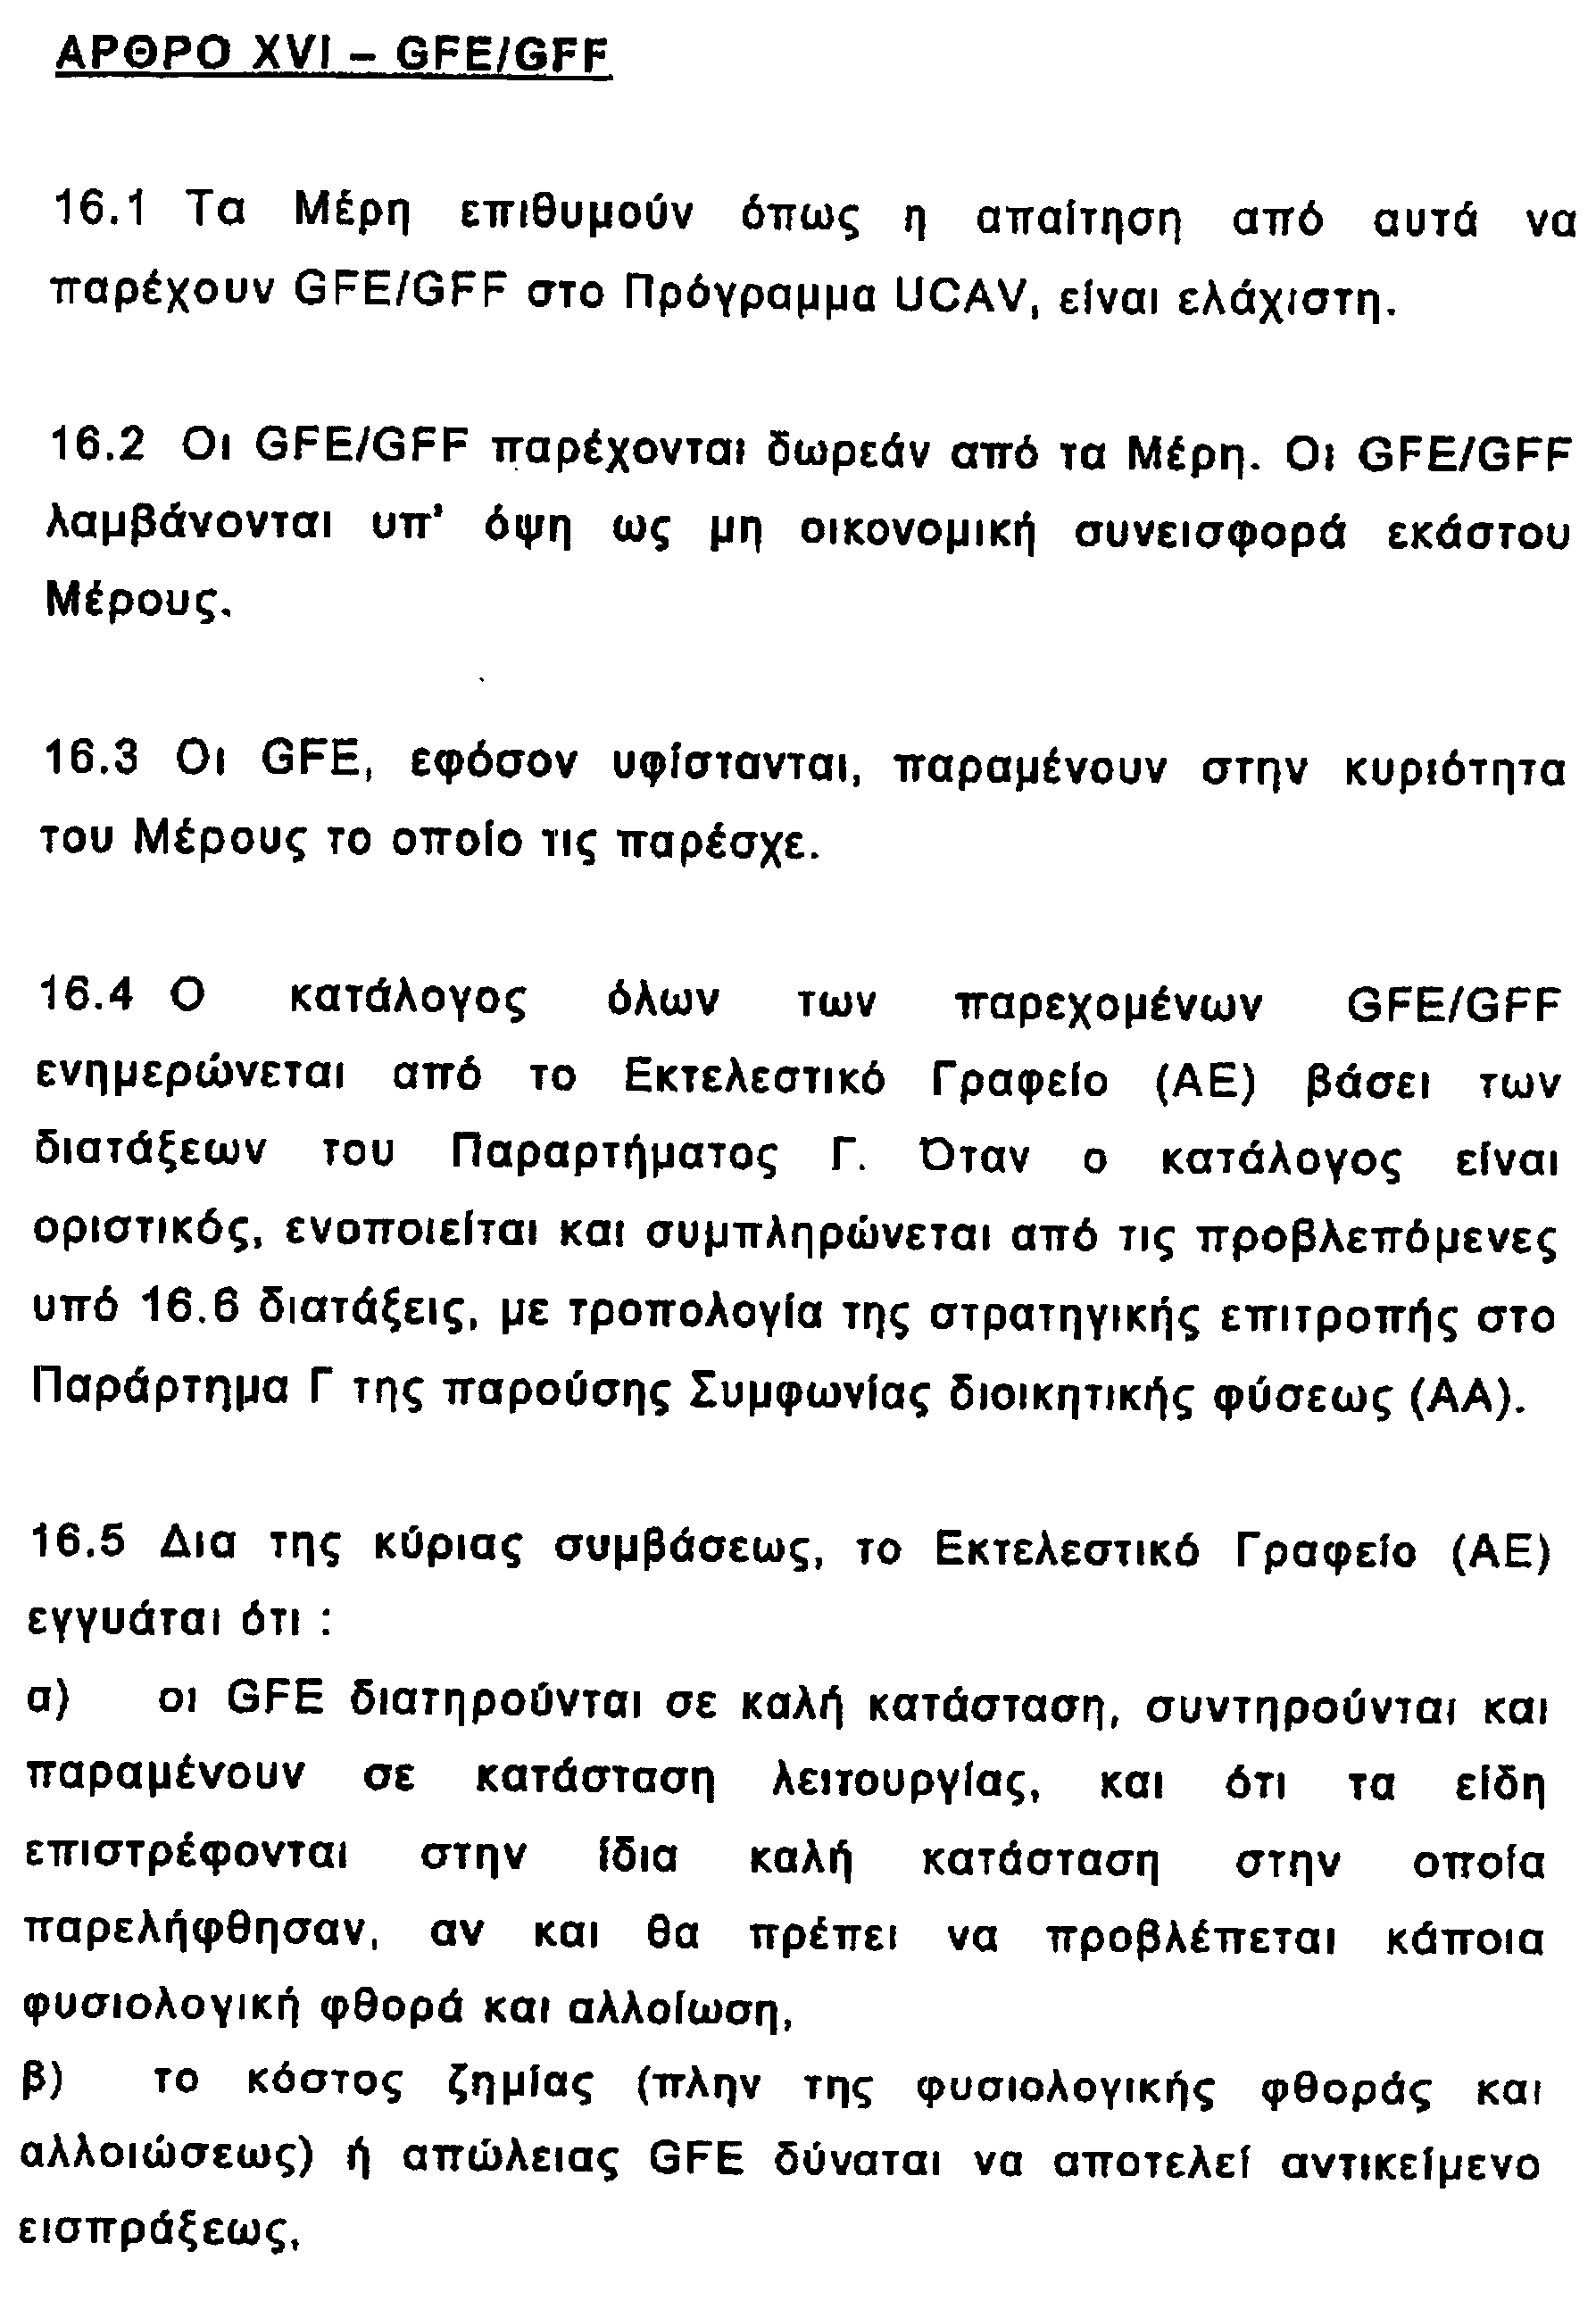 ΑΡΘΡΟ XVI – GFE/GFF
16.1 Τα Μέρη επιθυμούν όπως η απαίτηση από αυτά να
παρέχουν GFE/GFF στο Πρόγραμμα UCAV, είναι ελάχιστη.
16.2 Οι GFE/GFF παρέχονται δωρεάν από τα Μέρη. Οι GFE/GFF
λαμβάνονται υπ' όψη ως μη οικονομική συνεισφορά εκάστου
Μέρους.
16.3 Οι GFE, εφόσον υφίστανται, παραμένουν στην κυριότητα
του Μέρους το οποίο τις παρέσχε.
16.4 Ο κατάλογος όλων των παρεχομένων GFE/GFF
ενημερώνεται από το Εκτελεστικό Γραφείο (ΑΕ) βάσει των
διατάξεων του Παραρτήματος Γ. Όταν ο κατάλογος είναι
οριστικός, ενοποιείται και συμπληρώνεται από τις προβλεπόμενες
υπό 16.6 διατάξεις, με τροπολογία της στρατηγικής επιτροπής στο
Παράρτημα Γ της παρούσης Συμφωνίας διοικητικής φύσεως (ΑΑ).
16.5 Δια της κύριας συμβάσεως, το Εκτελεστικό Γραφείο (ΑΕ)
εγγυάται ότι :
α) οι GFE διατηρούνται σε καλή κατάσταση, συντηρούνται και
παραμένουν σε κατάσταση λειτουργίας, και ότι τα είδη
επιστρέφονται στην ίδια καλή κατάσταση στην οποία
παρελήφθησαν, αν και θα πρέπει να προβλέπεται κάποια
φυσιολογική φθορά και αλλοίωση,
β) το κόστος ζημίας (πλην της φυσιολογικής φθοράς και
αλλοιώσεως) ή απώλειας GFE δύναται να αποτελεί αντικείμενο
εισπράξεως,